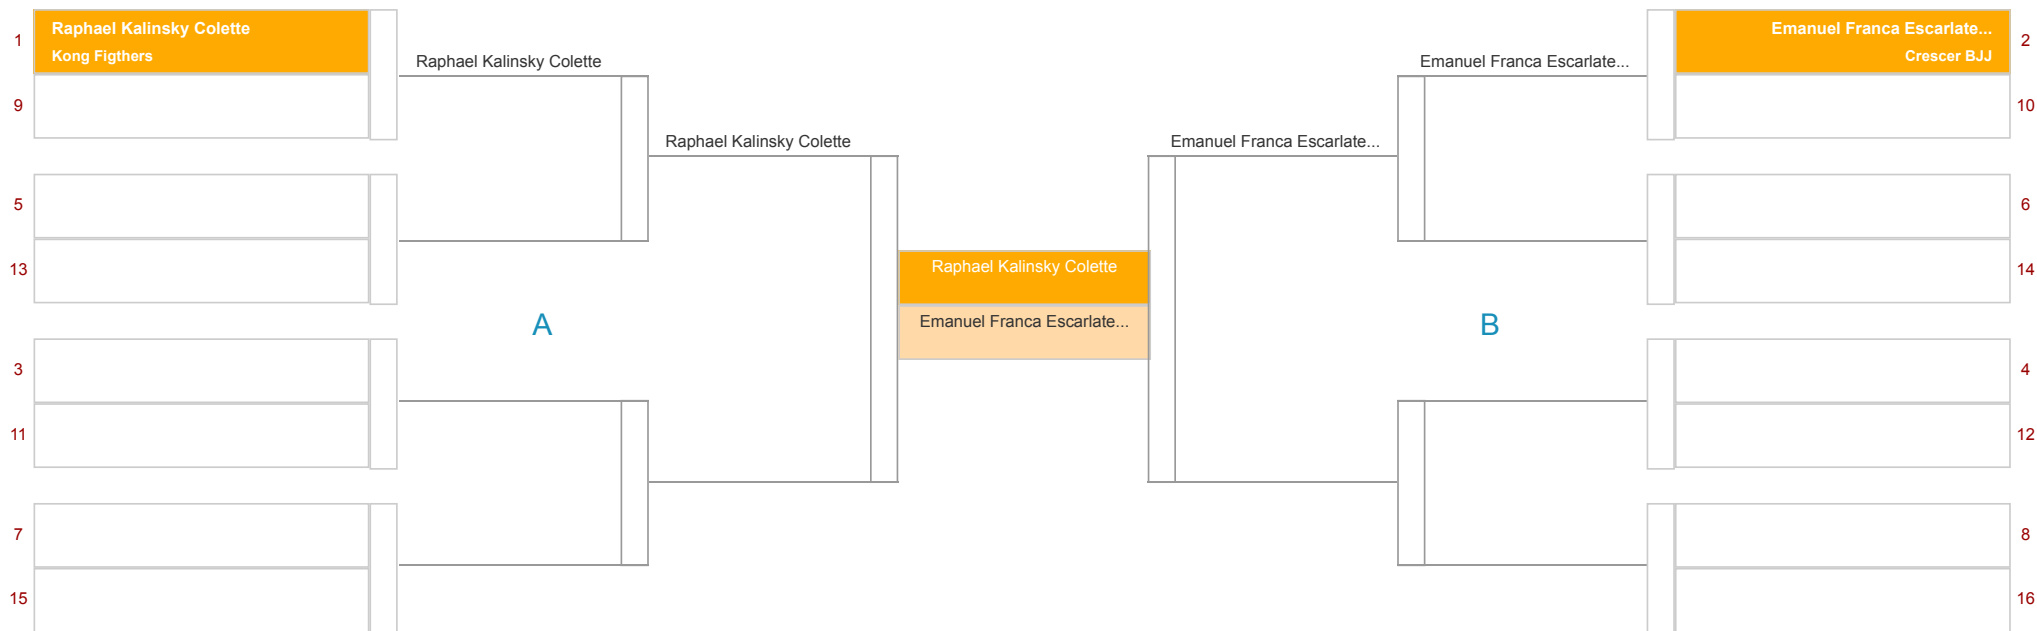 1
Raphael Kalinsky Colette
Kong Figthers
9
5
13
3
11
7
15
Raphael Kalinsky Colette
Raphael Kalinsky Colette
A
Raphael Kalinsky Colette
Emanuel Franca Escarlate...
Emanuel Franca Escarlate...
Emanuel Franca Escarlate...
B
Emanuel Franca Escarlate...
Crescer BJJ
2
10
6
14
4
12
8
16